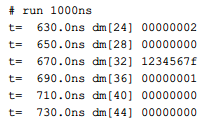 # run 1000ns
t=  630.0ns dm[24] 00000002
t=  650.0ns dm[28] 00000000
t=  670.0ns dm[32] 1234567f
t=  690.0ns dm[36] 00000001
t=  710.0ns dm[40] 00000000
t=  730.0ns dm[44] 00000000